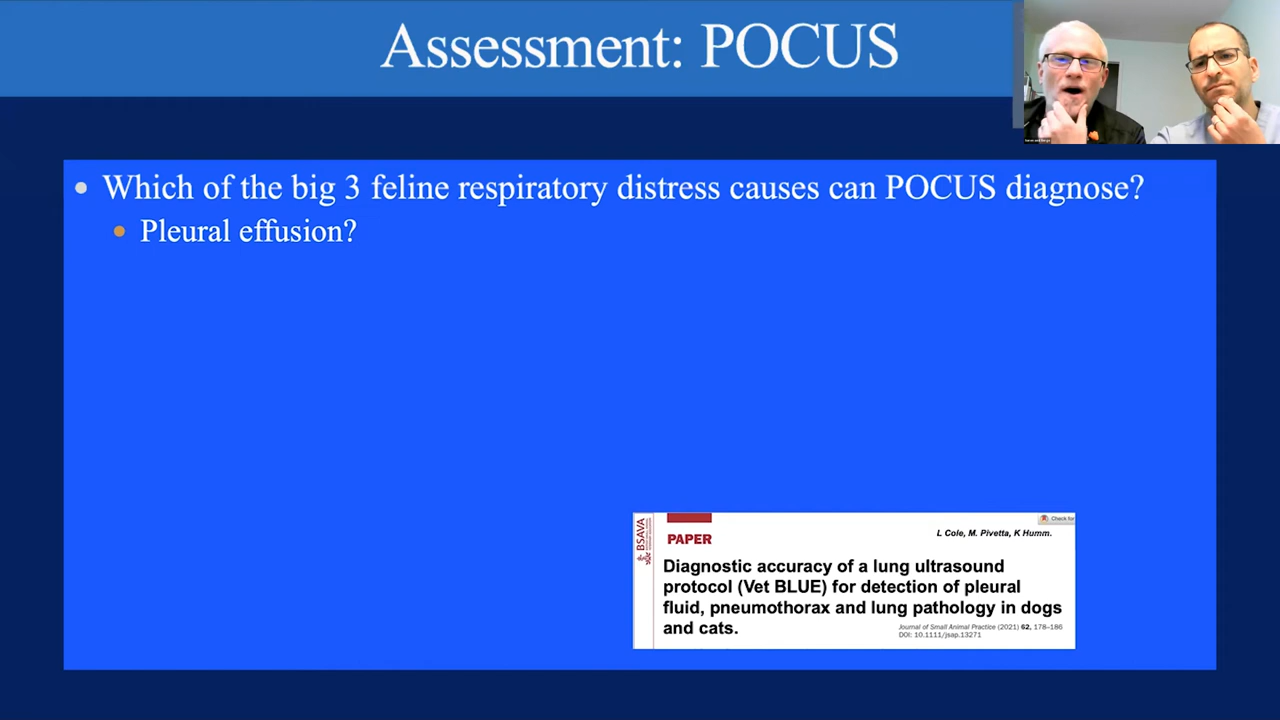 Assessment: POCUS
• Which of the big 3 feline respiratory distress causes can POCUS diagnose?
• Pleural effusion?
BSAVA
PAPER
Check for
L Cole, M. Pivetta, K Humm.
Diagnostic accuracy of a lung ultrasound
protocol (Vet BLUE) for detection of pleural
fluid, pneumothorax and lung pathology in dogs
and cats.
Journal of Small Animal Practice (2021) 62, 178–186
DOI: 10.1111/jsap.13271